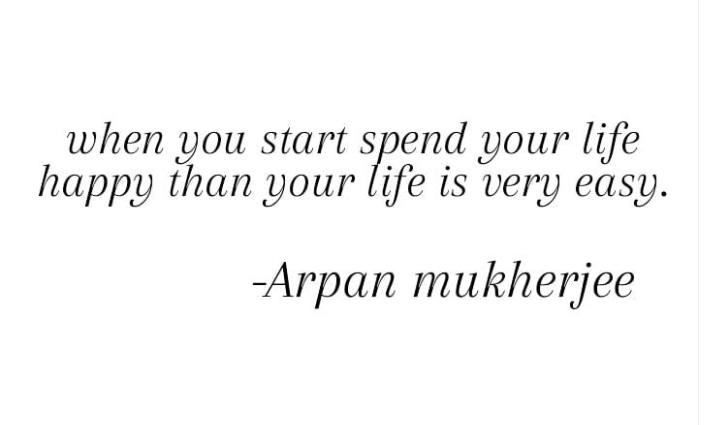 when you start spend your life
happy than your life is very easy.
-Arpan mukherjee